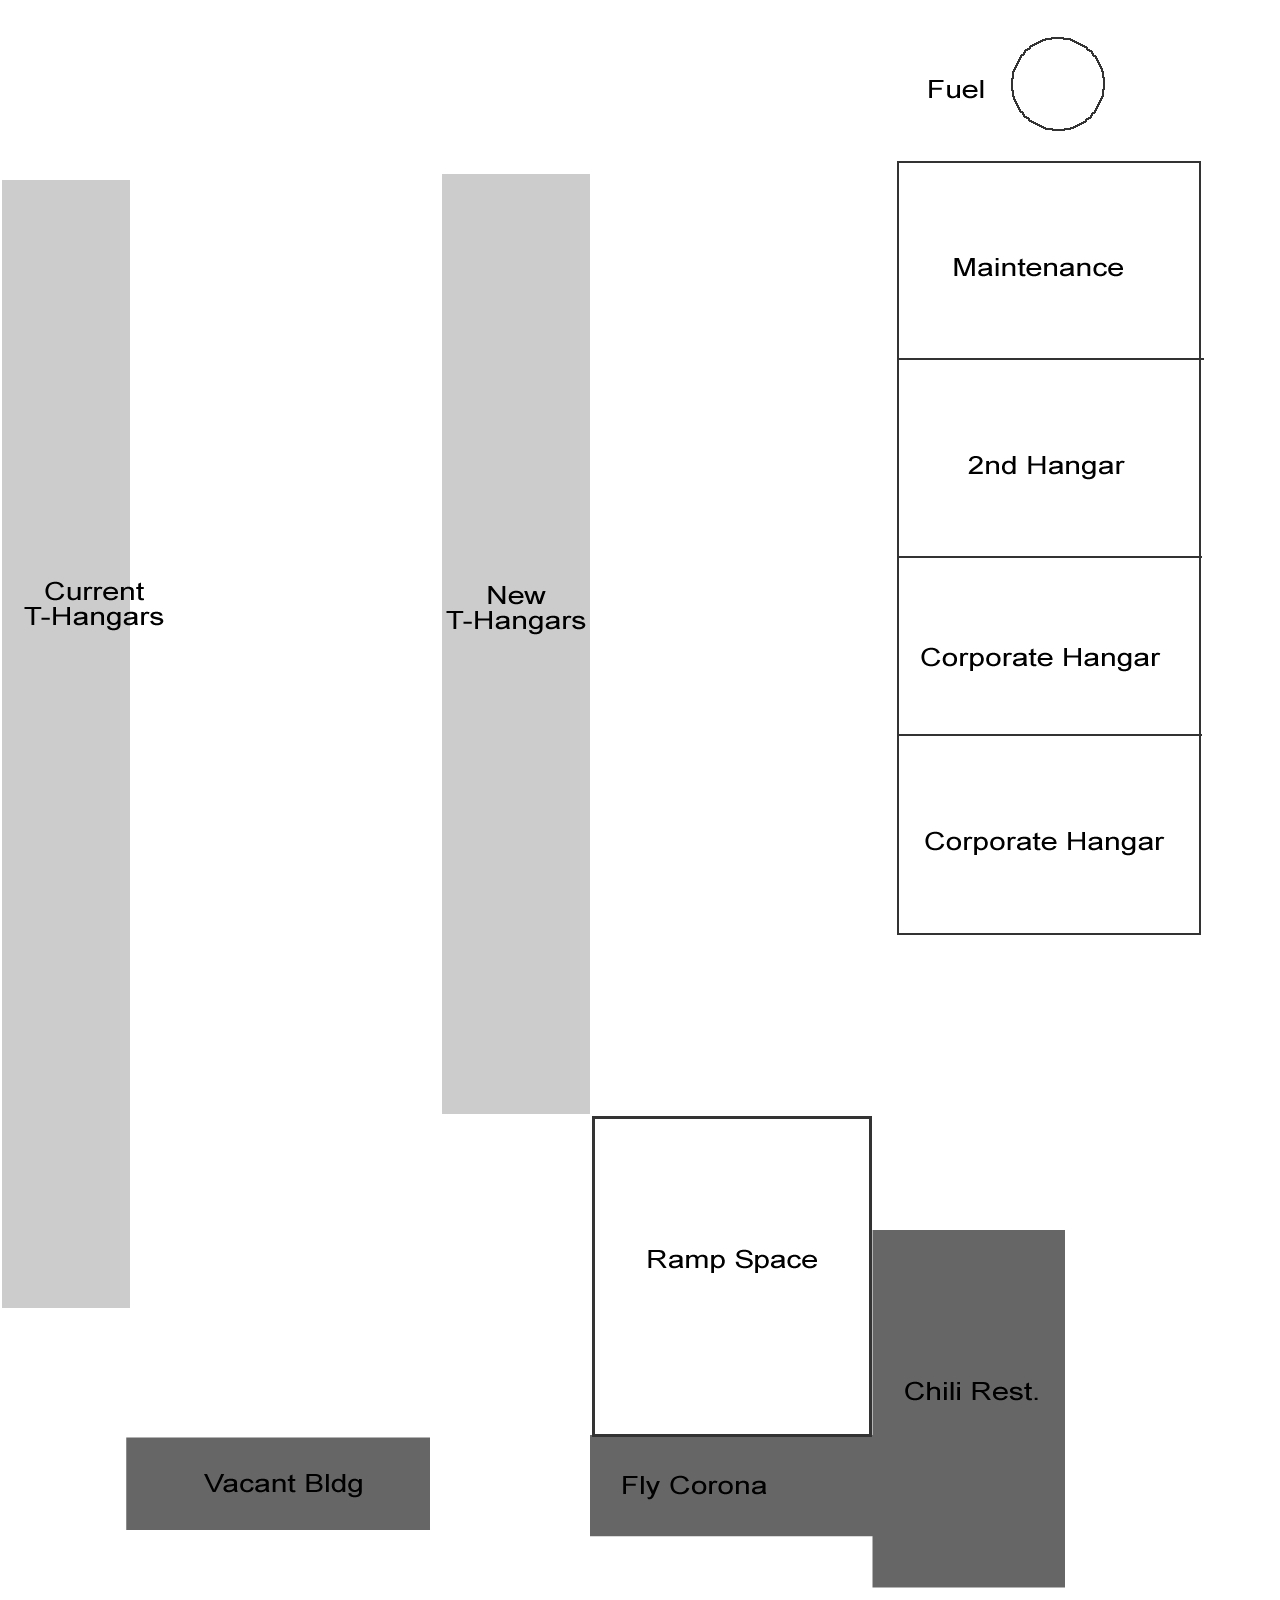 Fuel
Maintenance
2nd Hangar
Current
T-Hangars
New
T-Hangars
Corporate Hangar
Corporate Hangar
Ramp Space
Chili Rest.
Vacant Bldg
Fly Corona